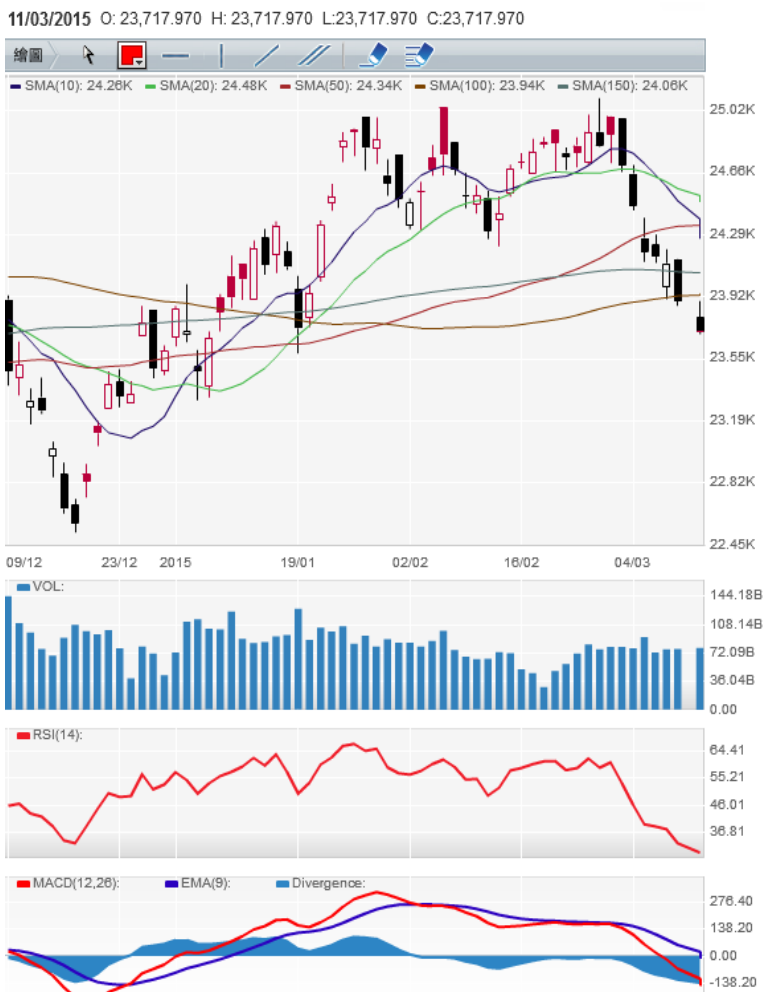 11/03/2015 O: 23,717.970 H: 23,717.970 L:23,717.970 C:23,717.970
繪圖
SMA(10): 24.26K SMA(20): 24.48K SMA(50): 24.34K SMA(100): 23.94K SMA(150): 24.06K
25.02K
24.66K
24.29K
23.92K
23.55K
23.19K
22.82K
22.45K
09/12 23/12 2015 19/01 02/02 16/02 04/03
VOL:
144.18B
108.14B
72.09B
36.04B
0.00
RSI(14):
64.41
55.21
46.01
36.81
MACD(12,26): EMA(9): Divergence:
276.40
138.20
0.00
-138.20